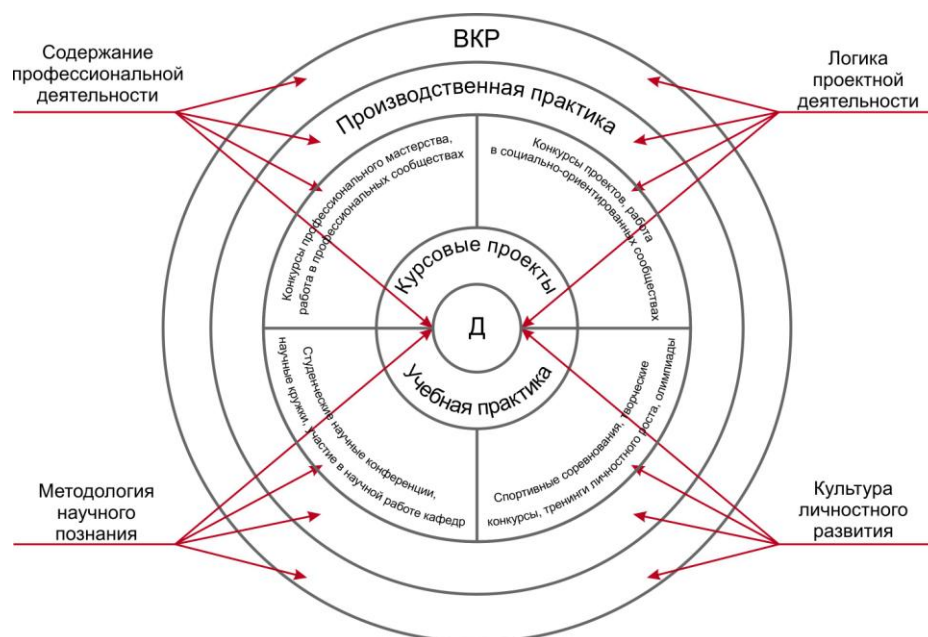 ВКР
Содержание
профессиональной
деятельности
Логика
проектной
деятельности
Производственная практика
Конкурсы профессионального мастерства,
работа в профессиональных сообществах
Конкурсы проектов, работа
в социально-ориентированных сообществах
Курсовые проекты
Д
Учебная практика
Студенческие научные конференции,
научные кружки, участие в научной работе кафедр
Спортивные соревнования, творческие
конкурсы, тренинги личностного роста, олимпиады
Методология
научного
познания
Культура
личностного
развития